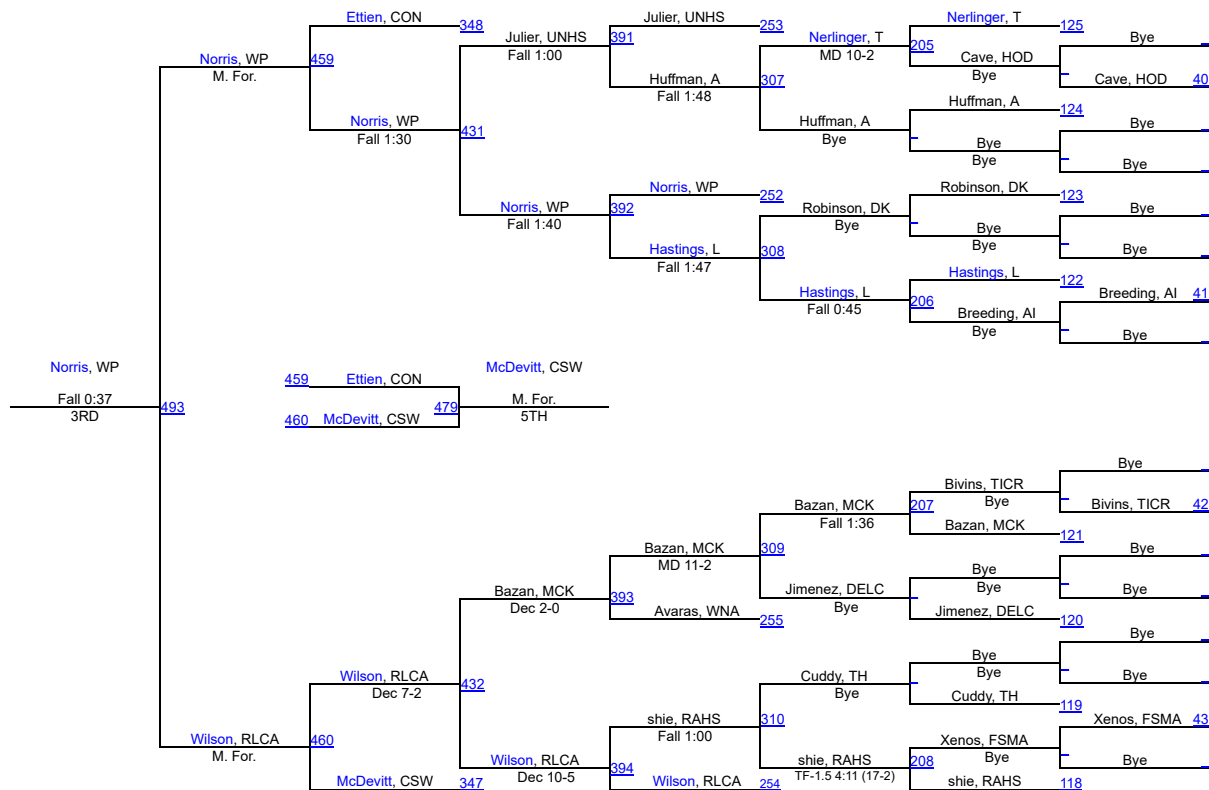 Ettien, CON
348
Julier, UNHS
253
Nerlinger, T
125
Julier, UNHS
391
Fall 1:00
Nerlinger, T
205
MD 10-2
Bye
Norris, WP
459
M. For.
Cave, HOD
Bye
Huffman, A
307
Fall 1:48
Cave, HOD
40
Huffman, A
124
Norris, WP
431
Fall 1:30
Huffman, A
Bye
Bye
Bye
Bye
Bye
Norris, WP
252
Robinson, DK
123
Norris, WP
392
Fall 1:40
Robinson, DK
Bye
Bye
Bye
Bye
Hastings, L
308
Fall 1:47
Bye
Hastings, L
122
Hastings, L
206
Fall 0:45
Breeding, AI
41
Breeding, AI
Bye
Bye
Norris, WP
McDevitt, CSW
459
Ettien, CON
Fall 0:37
493
3RD
479
M. For.
5TH
460
McDevitt, CSW
Bye
Bivins, TICR
Bye
Bivins, TICR
42
Bazan, MCK
207
Fall 1:36
Bazan, MCK
121
Bazan, MCK
309
MD 11-2
Bye
Bye
Bye
Bye
Bazan, MCK
393
Dec 2-0
Jimenez, DELC
Bye
Avaras, WNA
255
Jimenez, DELC
120
Bye
Bye
Bye
Bye
Wilson, RLCA
432
Dec 7-2
Cuddy, TH
Bye
Cuddy, TH
119
shie, RAHS
310
Fall 1:00
Xenos, FSMA
43
Wilson, RLCA
460
M. For.
Xenos, FSMA
Bye
Bye
Wilson, RLCA
394
Dec 10-5
shie, RAHS
208
TF-1.5 4:11 (17-2)
McDevitt, CSW
347
Wilson, RLCA
254
shie, RAHS
118